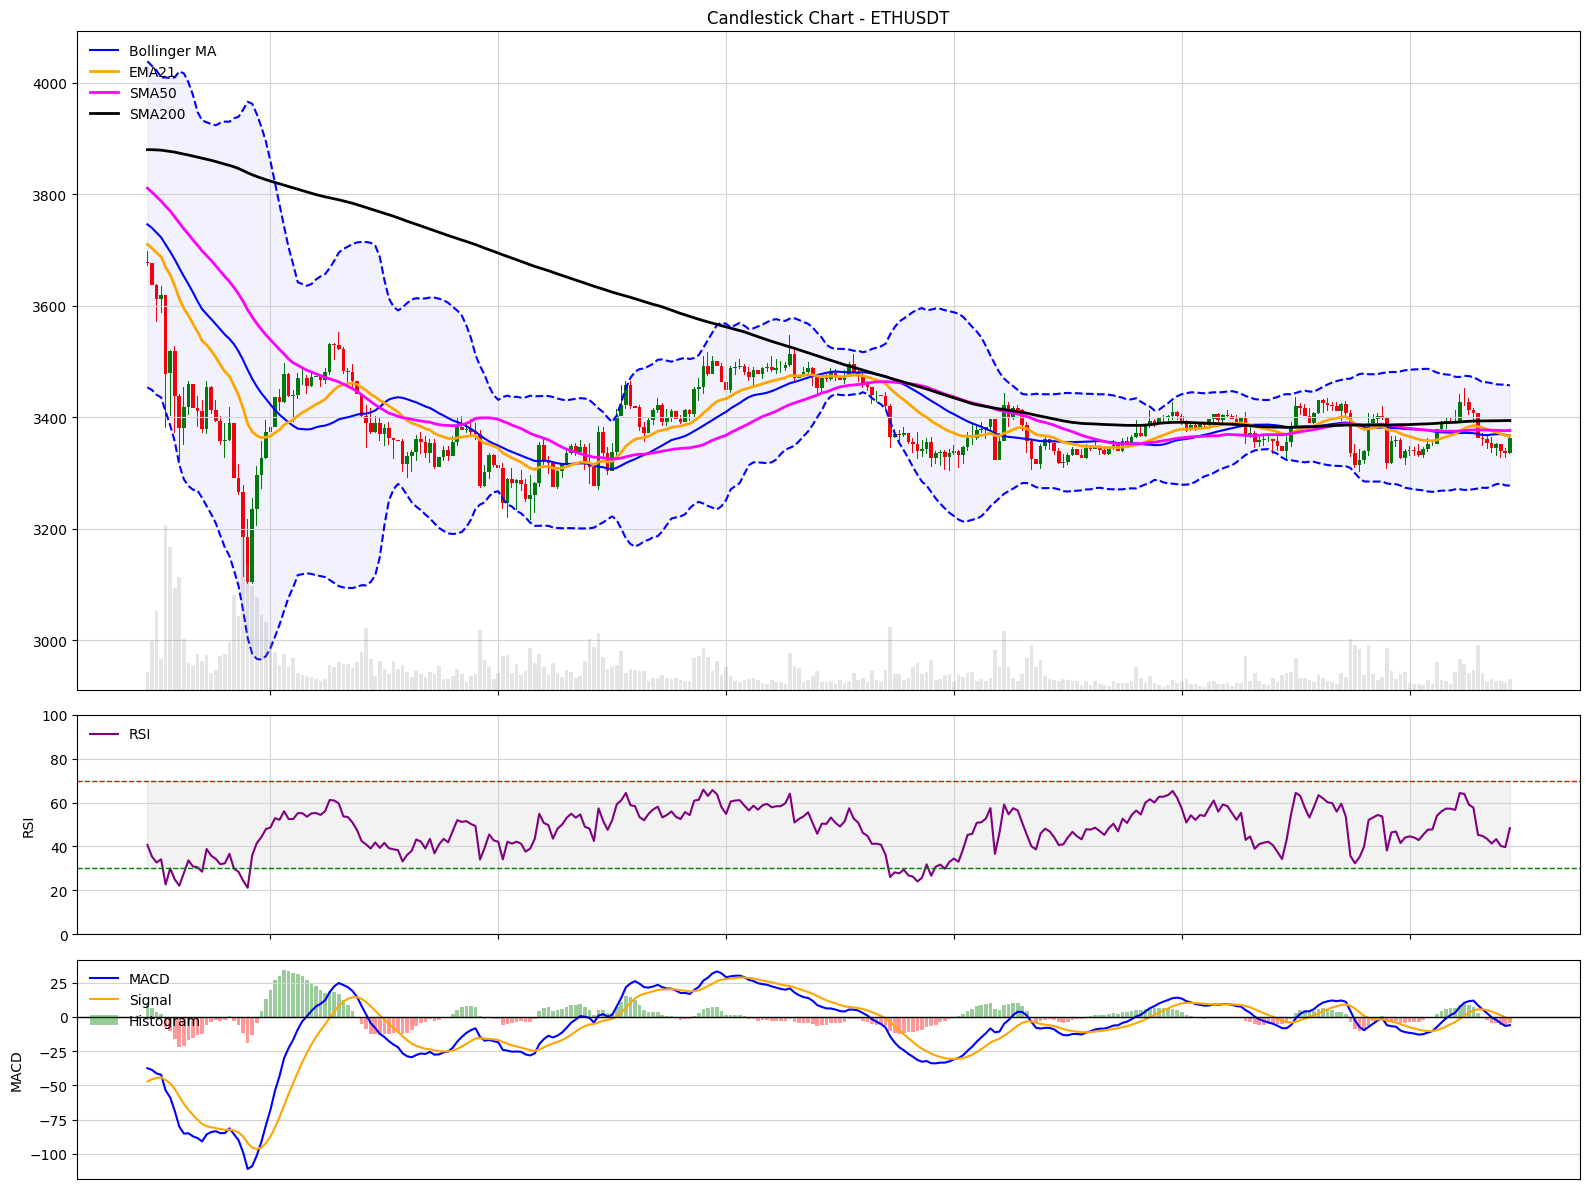 Candlestick Chart - ETHUSDT
Bollinger MA
EMA21
SMA50
SMA200
4000
3800
3600
3400
3200
3000
RSI
100
80
60
40
20
0
RSI
MACD
Signal
Histogram
25
0
−25
−50
−75
−100
MACD